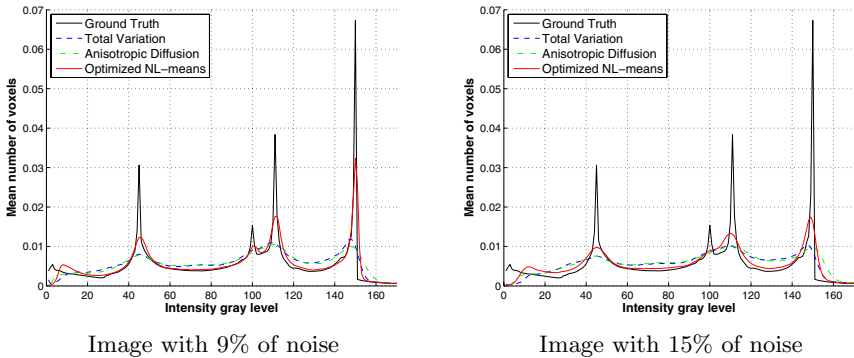 Ground Truth
Total Variation
Anisotropic Diffusion
Optimized NL-means
Mean number of voxels
0.07
0.06
0.05
0.04
0.03
0.02
0.01
0
0 20 40 60 80 100 120 140 160
Intensity gray level
Image with 9% of noise
Ground Truth
Total Variation
Anisotropic Diffusion
Optimized NL-means
Mean number of voxels
0.07
0.06
0.05
0.04
0.03
0.02
0.01
0
0 20 40 60 80 100 120 140 160
Intensity gray level
Image with 15% of noise